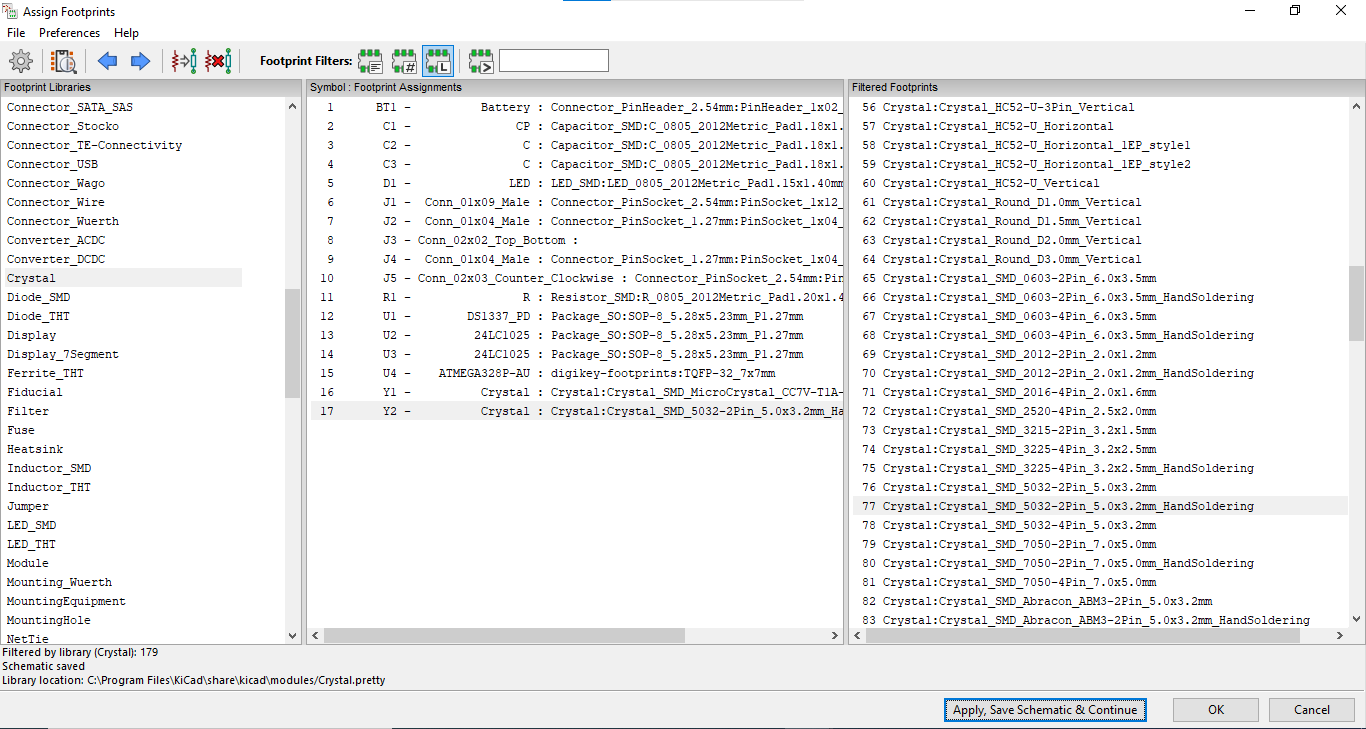 Assign Footprints
File Preferences Help
Footprint Filters:
Footprint Libraries
Connector_SATA_SAS
Connector_Stocko
Connector_TE-Connectivity
Connector_USB
Connector_Wago
Connector_Wire
Connector_Wuerth
Converter_ACDC
Converter_DCDC
Crystal
Diode_SMD
Diode_THT
Display
Display_7Segment
Ferrite_THT
Fiducial
Filter
Fuse
Heatsink
Inductor_SMD
Inductor_THT
Jumper
LED_SMD
LED_THT
Module
Mounting_Wuerth
MountingEquipment
MountingHole
NetTie
Symbol : Footprint Assignments
1 BT1 - Battery : Connector_PinHeader_2.54mm:PinHeader_1x02_
2 C1 - CP : Capacitor_SMD:C_0805_2012Metric_Pad1.18x1.
3 C2 - C : Capacitor_SMD:C_0805_2012Metric_Pad1.18x1.
4 C3 - C : Capacitor_SMD:C_0805_2012Metric_Pad1.18x1.
5 D1 - LED : LED_SMD:LED_0805_2012Metric_Pad1.15x1.40mm
6 J1 - Conn_01x09_Male : Connector_PinSocket_2.54mm:PinSocket_1x12_
7 J2 - Conn_01x04_Male : Connector_PinSocket_1.27mm:PinSocket_1x04_
8 J3 - Conn_02x02_Top_Bottom :
9 J4 - Conn_01x04_Male : Connector_PinSocket_1.27mm:PinSocket_1x04_
10 J5 - Conn_02x03_Counter_Clockwise : Connector_PinSocket_2.54mm:Pin
11 R1 - R : Resistor_SMD:R_0805_2012Metric_Pad1.20x1.4
12 U1 - DS1337_PD : Package_SO:SOP-8_5.28x5.23mm_P1.27mm
13 U2 - 24LC1025 : Package_SO:SOP-8_5.28x5.23mm_P1.27mm
14 U3 - 24LC1025 : Package_SO:SOP-8_5.28x5.23mm_P1.27mm
15 U4 - ATMEGA328P-AU : digikey-footprints:TQFP-32_7x7mm
16 Y1 - Crystal : Crystal:Crystal_SMD_MicroCrystal_CC7V-T1A-
17 Y2 - Crystal : Crystal:Crystal_SMD_5032-2Pin_5.0x3.2mm_Ha
Filtered Footprints
56 Crystal:Crystal_HC52-U-3Pin_Vertical
57 Crystal:Crystal_HC52-U_Horizontal
58 Crystal:Crystal_HC52-U_Horizontal_1EP_style1
59 Crystal:Crystal_HC52-U_Horizontal_1EP_style2
60 Crystal:Crystal_HC52-U_Vertical
61 Crystal:Crystal_Round_D1.0mm_Vertical
62 Crystal:Crystal_Round_D1.5mm_Vertical
63 Crystal:Crystal_Round_D2.0mm_Vertical
64 Crystal:Crystal_Round_D3.0mm_Vertical
65 Crystal:Crystal_SMD_0603-2Pin_6.0x3.5mm
66 Crystal:Crystal_SMD_0603-2Pin_6.0x3.5mm_HandSoldering
67 Crystal:Crystal_SMD_0603-4Pin_6.0x3.5mm
68 Crystal:Crystal_SMD_0603-4Pin_6.0x3.5mm_HandSoldering
69 Crystal:Crystal_SMD_2012-2Pin_2.0x1.2mm
70 Crystal:Crystal_SMD_2012-2Pin_2.0x1.2mm_HandSoldering
71 Crystal:Crystal_SMD_2016-4Pin_2.0x1.6mm
72 Crystal:Crystal_SMD_2520-4Pin_2.5x2.0mm
73 Crystal:Crystal_SMD_3215-2Pin_3.2x1.5mm
74 Crystal:Crystal_SMD_3225-4Pin_3.2x2.5mm
75 Crystal:Crystal_SMD_3225-4Pin_3.2x2.5mm_HandSoldering
76 Crystal:Crystal_SMD_5032-2Pin_5.0x3.2mm
77 Crystal:Crystal_SMD_5032-2Pin_5.0x3.2mm_HandSoldering
78 Crystal:Crystal_SMD_5032-4Pin_5.0x3.2mm
79 Crystal:Crystal_SMD_7050-2Pin_7.0x5.0mm
80 Crystal:Crystal_SMD_7050-2Pin_7.0x5.0mm_HandSoldering
81 Crystal:Crystal_SMD_7050-4Pin_7.0x5.0mm
82 Crystal:Crystal_SMD_Abracon_ABM3-2Pin_5.0x3.2mm
83 Crystal:Crystal_SMD_Abracon_ABM3-2Pin_5.0x3.2mm_HandSoldering
Filtered by library (Crystal): 179
Schematic saved
Library location: C:\Program Files\KiCad\share\kicad\modules/Crystal.pretty
Apply, Save Schematic & Continue OK Cancel